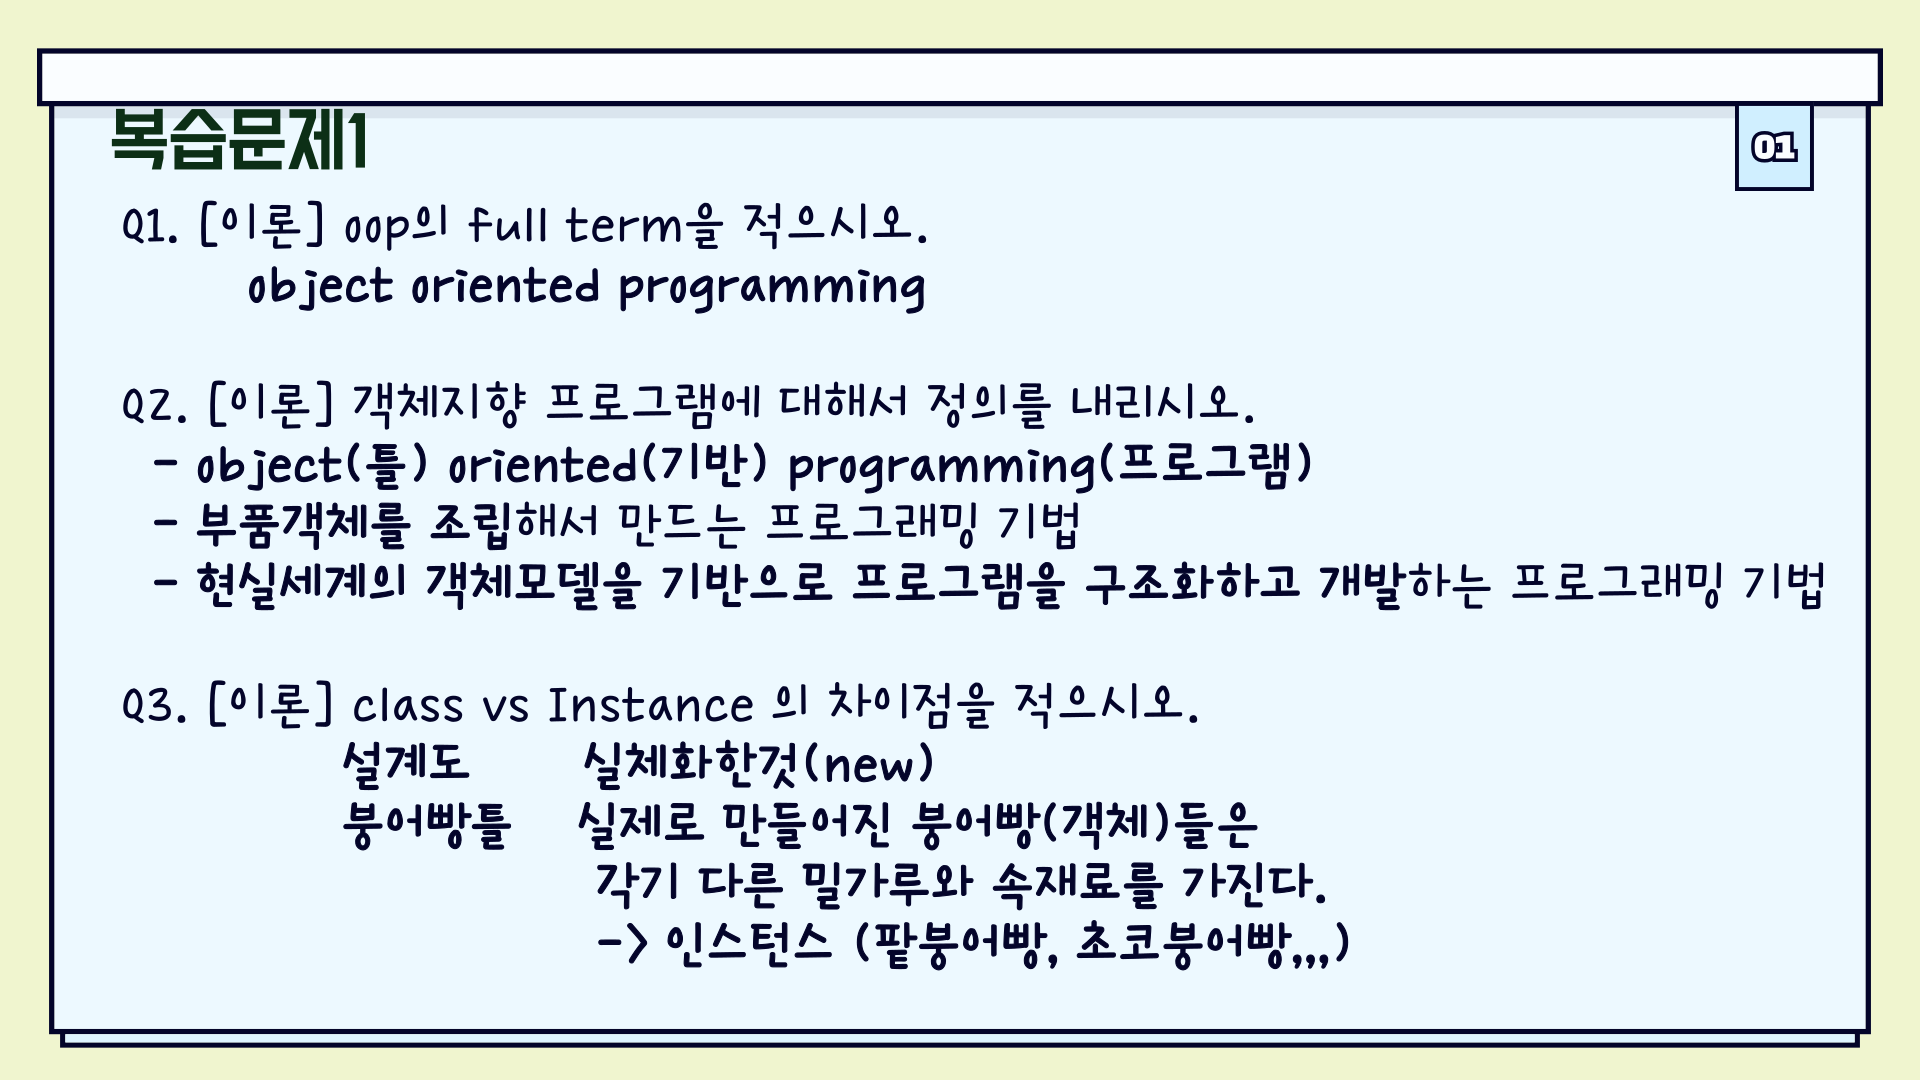 복습문제1
01
Q1. [이론] oop의 full term을 적으시오.
object oriented programming
Q2. [이론] 객체지향 프로그램에 대해서 정의를 내리시오.
- object(틀) oriented(기반) programming(프로그램)
- 부품객체를 조립해서 만드는 프로그래밍 기법
- 현실세계의 객체모델을 기반으로 프로그램을 구조화하고 개발하는 프로그래밍 기법
Q3. [이론] class vs Instance 의 차이점을 적으시오.
설계도 실체화한것(new)
붕어빵틀 실제로 만들어진 붕어빵(객체)들은
각기 다른 밀가루와 속재료를 가진다.
-> 인스턴스 (팥붕어빵, 초코붕어빵,,,)